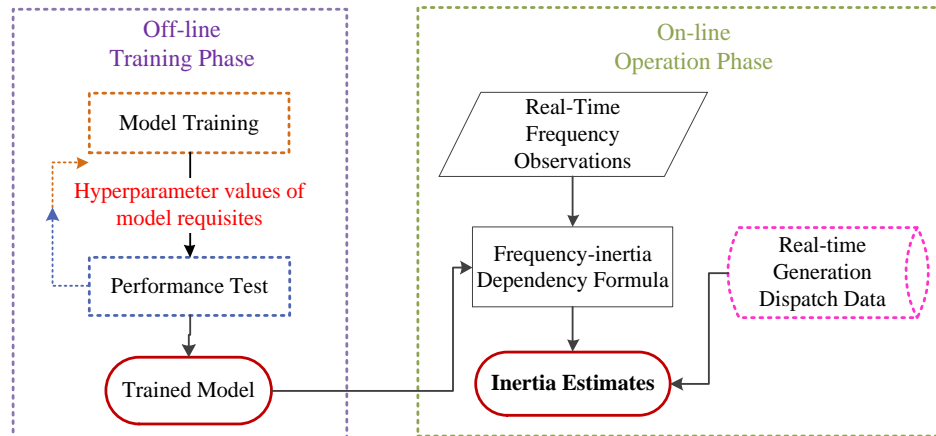 Off-line
Training Phase
Model Training
Hyperparameter values of
model requisites
Performance Test
Trained Model
On-line
Operation Phase
Real-Time
Frequency
Observations
Frequency-inertia
Dependency Formula
Real-time
Generation
Dispatch Data
Inertia Estimates